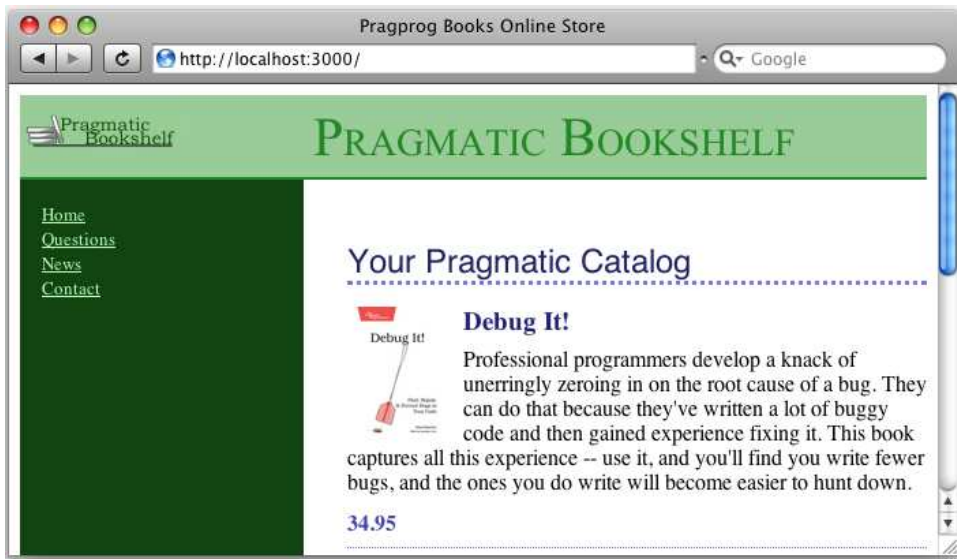 Pragprog Books Online Store
http://localhost:3000/
Google
Pragmatic
Bookshelf
PRAGMATIC BOOKSHELF
Home
Questions
News
Contact
Your Pragmatic Catalog
Debug It!
Debug It!
Professional programmers develop a knack of
unerringly zeroing in on the root cause of a bug. They
can do that because they've written a lot of buggy
code and then gained experience fixing it. This book
captures all this experience -- use it, and you'll find you write fewer
bugs, and the ones you do write will become easier to hunt down.
34.95